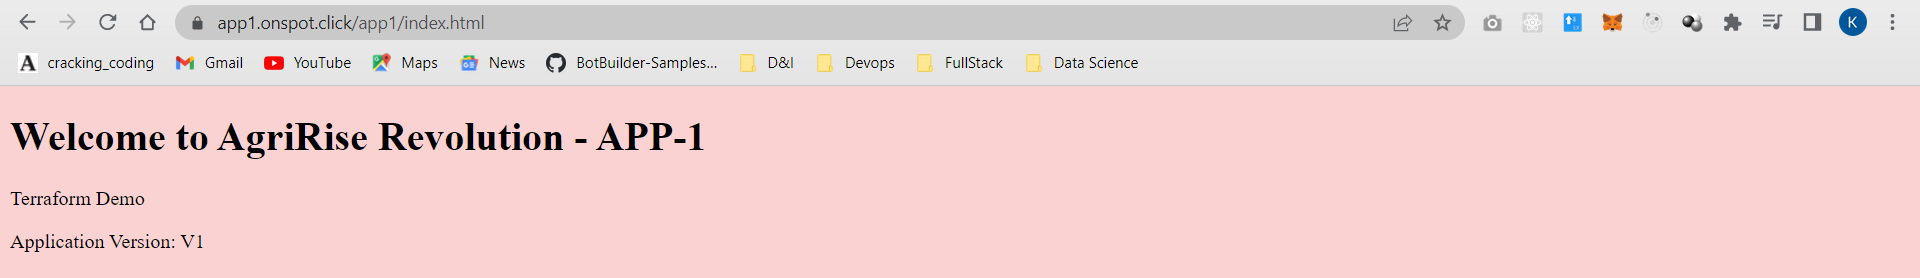 app1.onspot.click/app1/index.html
K
A cracking_coding Gmail YouTube Maps News BotBuilder-Samples... D&I Devops FullStack Data Science
Welcome to AgriRise Revolution - APP-1
Terraform Demo
Application Version: V1